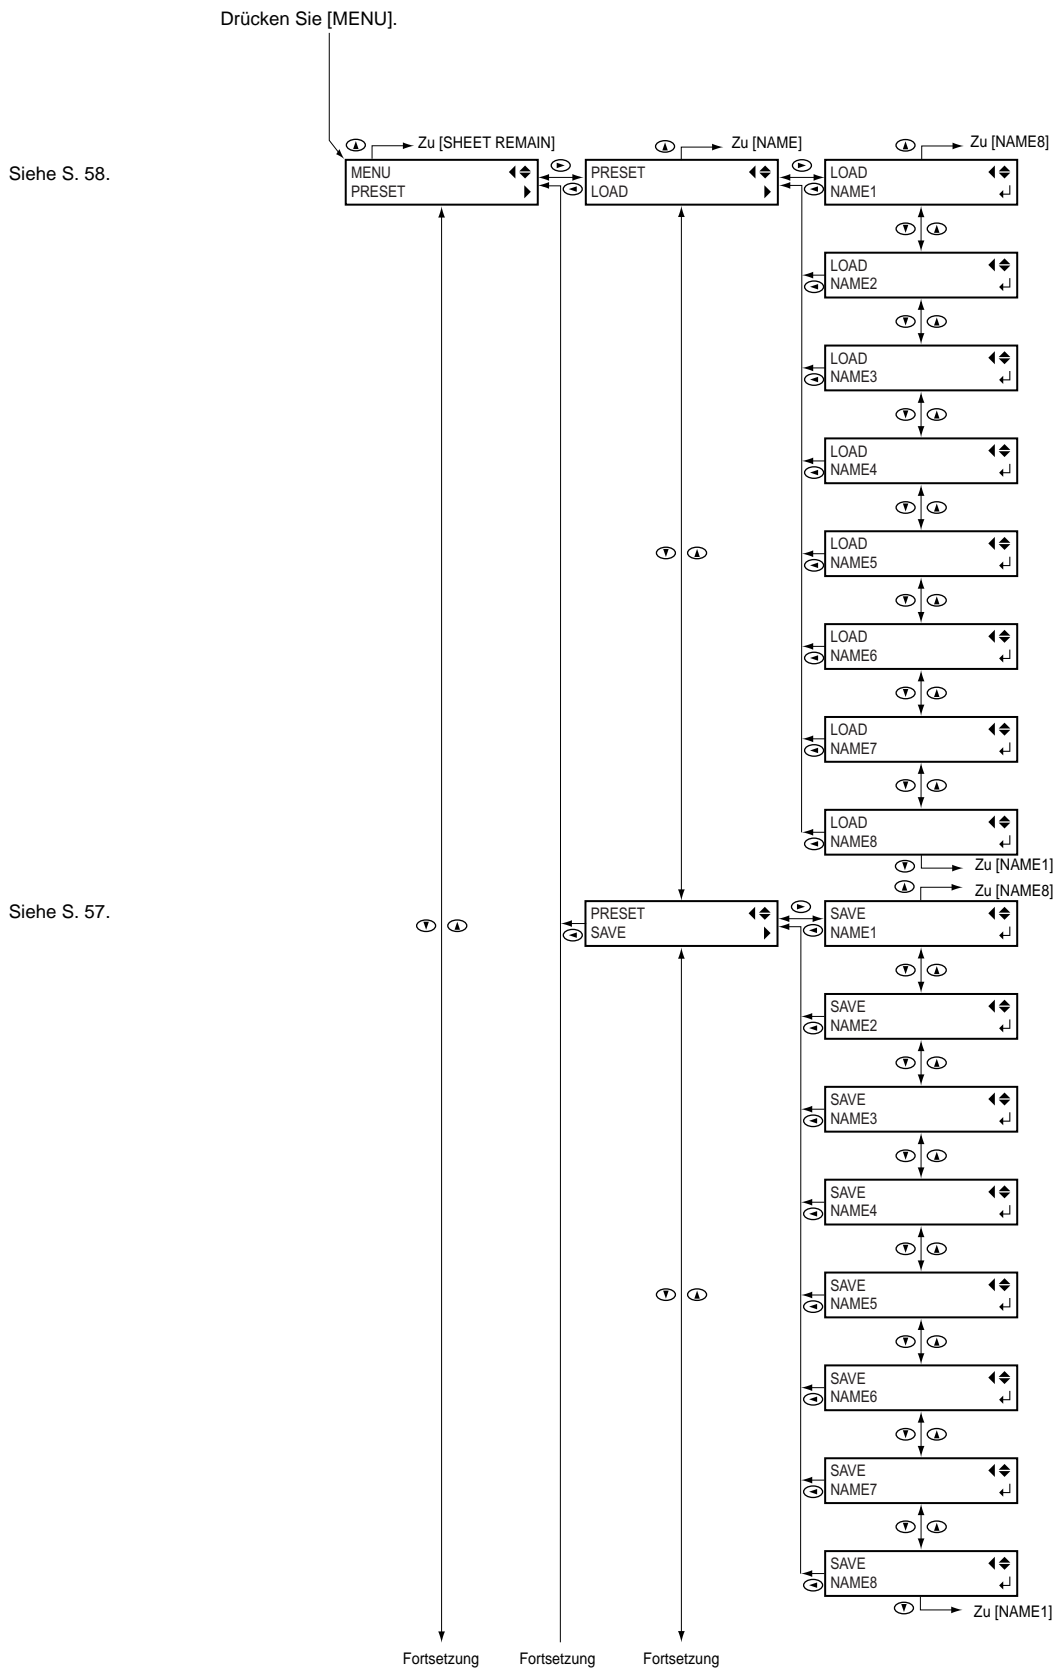 Drücken Sie [MENU].
Zu [SHEET REMAIN]
Zu [NAME]
Zu [NAME8]
Siehe S. 58.
MENU
PRESET
PRESET
LOAD
LOAD
NAME1
LOAD
NAME2
LOAD
NAME3
LOAD
NAME4
LOAD
NAME5
LOAD
NAME6
LOAD
NAME7
LOAD
NAME8
Zu [NAME1]
Zu [NAME8]
Siehe S. 57.
PRESET
SAVE
SAVE
NAME1
SAVE
NAME2
SAVE
NAME3
SAVE
NAME4
SAVE
NAME5
SAVE
NAME6
SAVE
NAME7
SAVE
NAME8
Zu [NAME1]
Fortsetzung
Fortsetzung
Fortsetzung